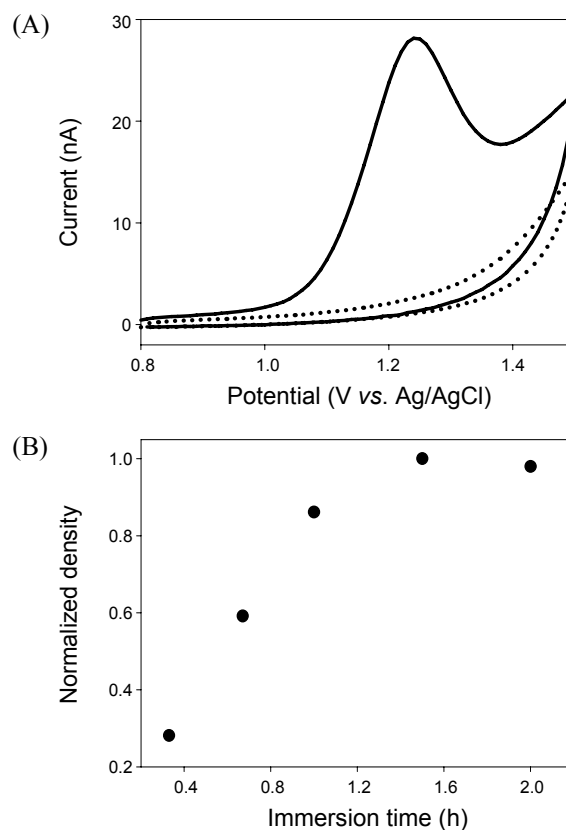 (A)
30
20
10
0
Current (nA)
0.8 1.0 1.2 1.4
Potential (V vs. Ag/AgCl)
(B)
1.0
0.8
0.6
0.4
0.2
Normalized density
0.4 0.8 1.2 1.6 2.0
Immersion time (h)